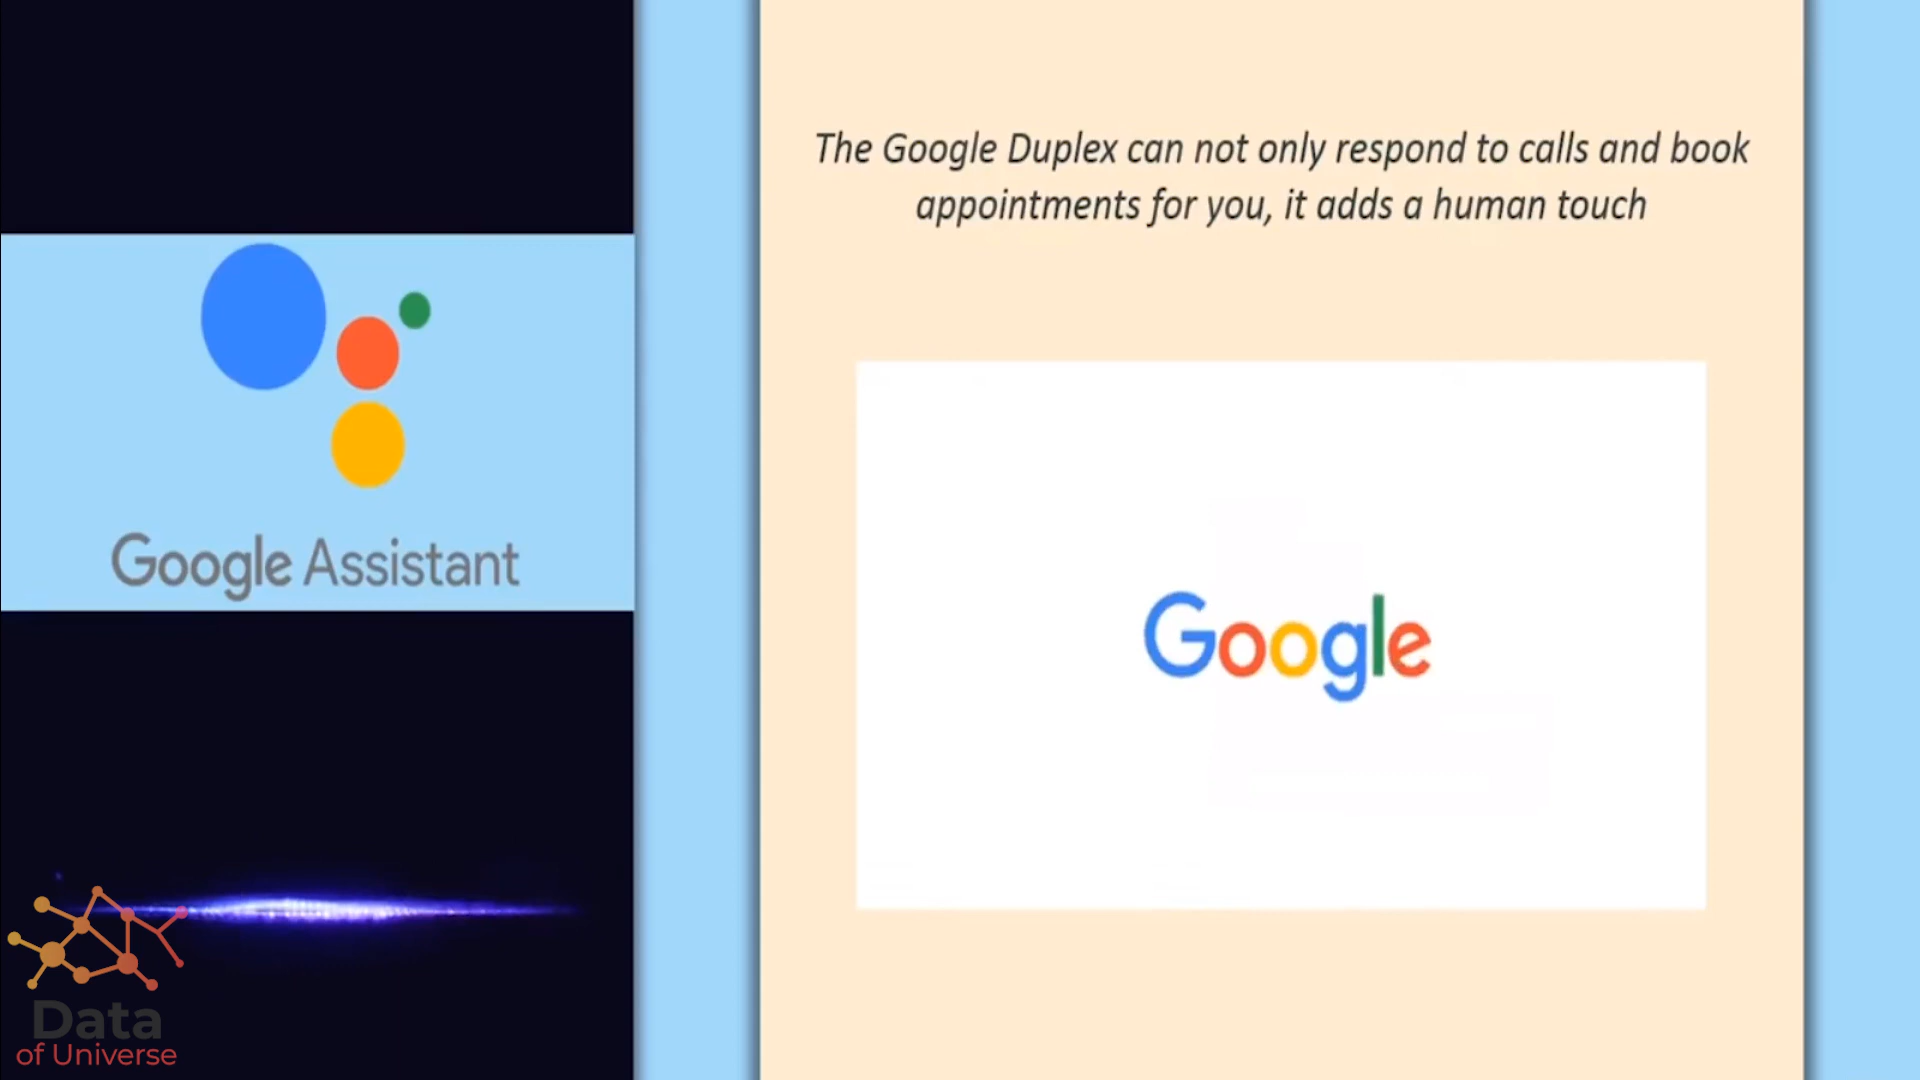 The Google Duplex can not only respond to calls and book
appointments for you, it adds a human touch
Google Assistant
Google
Data
of Universe